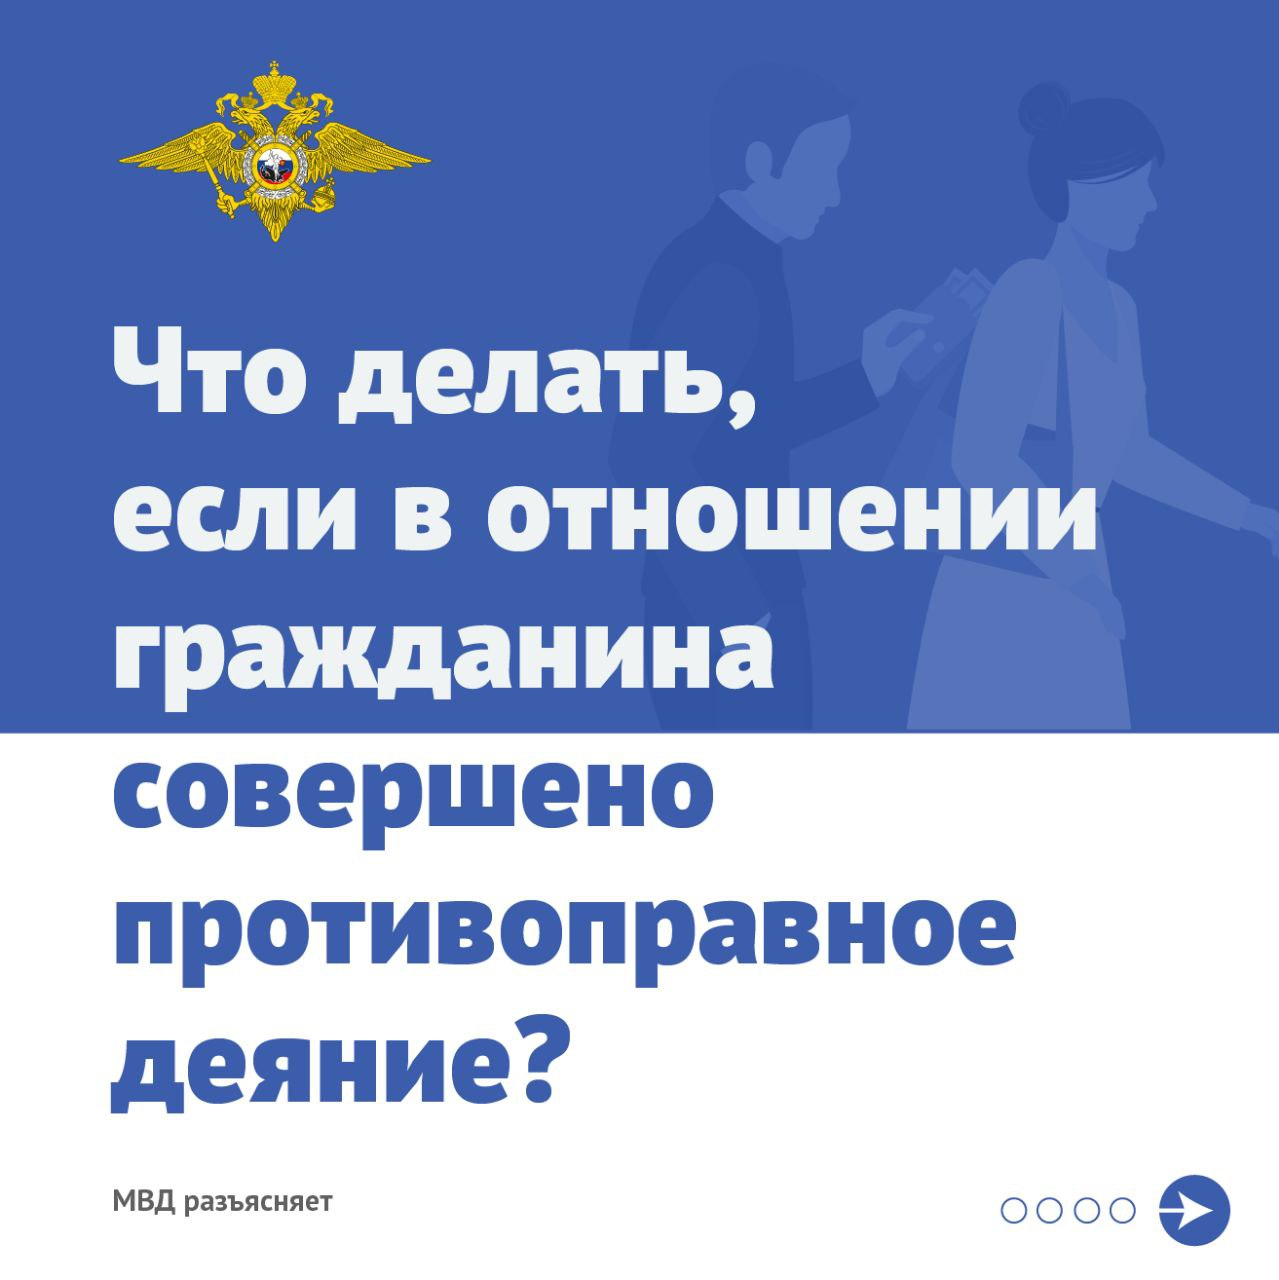 Что делать,
если в отношении
гражданина
совершено
противоправное
деяние?
МВД разъясняет